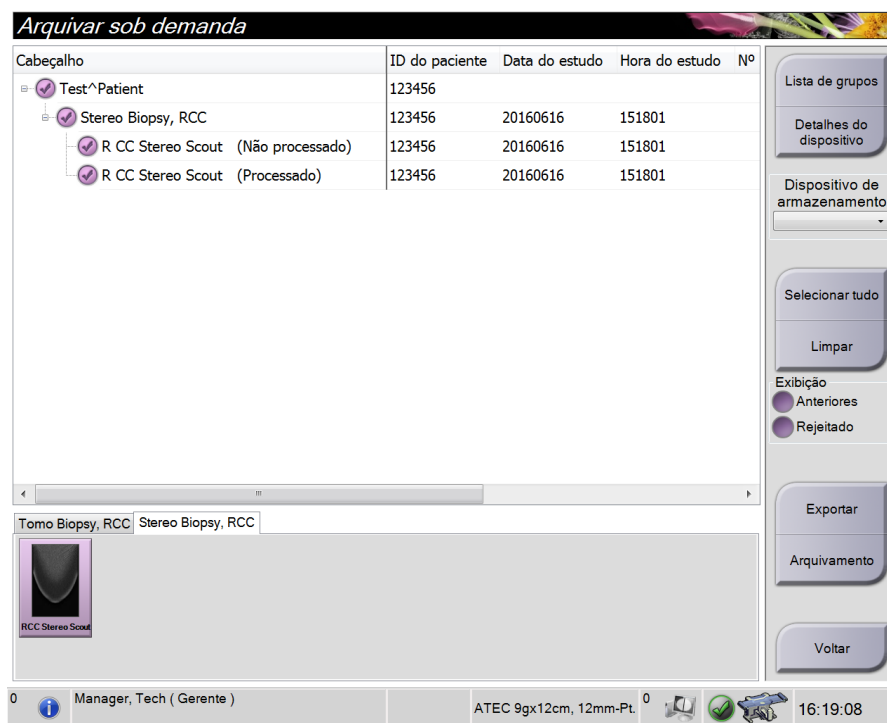 Arquivar sob demanda
Cabeçalho ID do paciente Data do estudo Hora do estudo Nº
Test^Patient 123456
Stereo Biopsy, RCC 123456 20160616 151801
R CC Stereo Scout (Não processado) 123456 20160616 151801
R CC Stereo Scout (Processado) 123456 20160616 151801
Lista de grupos
Detalhes do
dispositivo
Dispositivo de
armazenamento
Selecionar tudo
Limpar
Exibição
Anteriores
Rejeitado
Exportar
Arquivamento
Voltar
Tomo Biopsy, RCC Stereo Biopsy, RCC
RCC Stereo Scout
0 Manager, Tech ( Gerente ) ATEC 9gx12cm, 12mm-Pt. 0 16:19:08